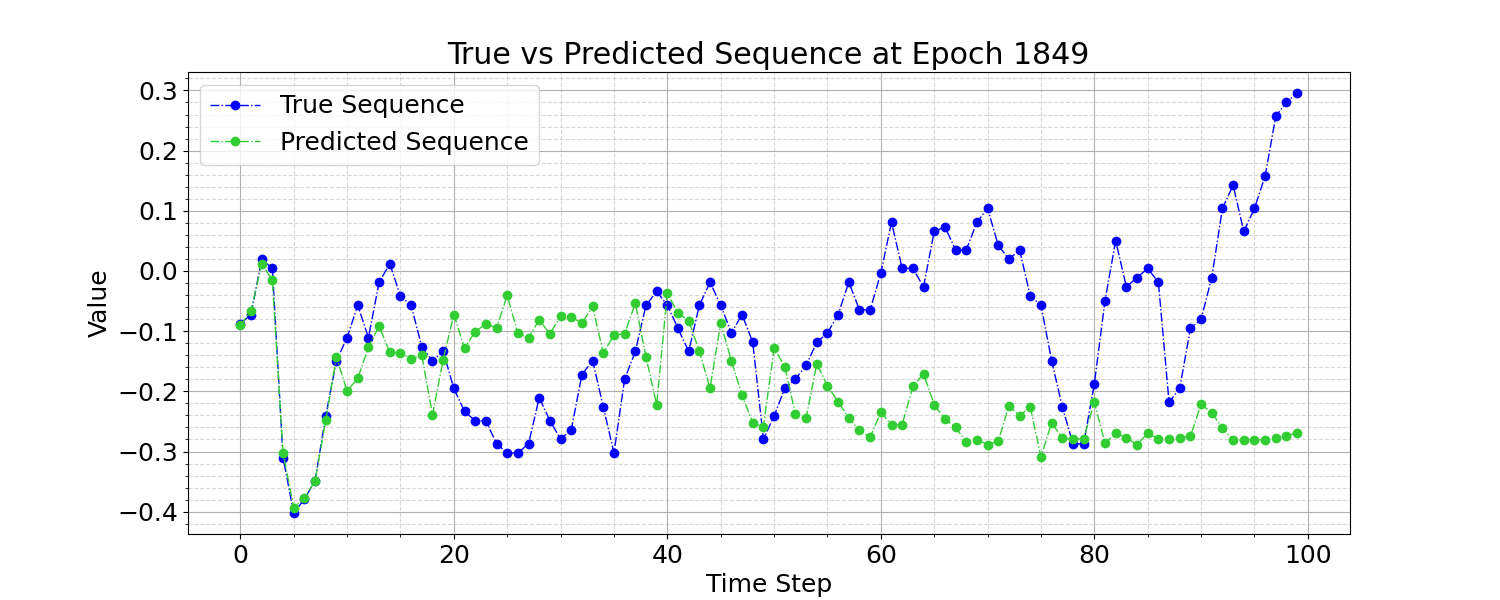 True vs Predicted Sequence at Epoch 1849
True Sequence
Predicted Sequence
Value
0.3
0.2
0.1
0.0
−0.1
−0.2
−0.3
−0.4
0 20 40 60 80 100
Time Step